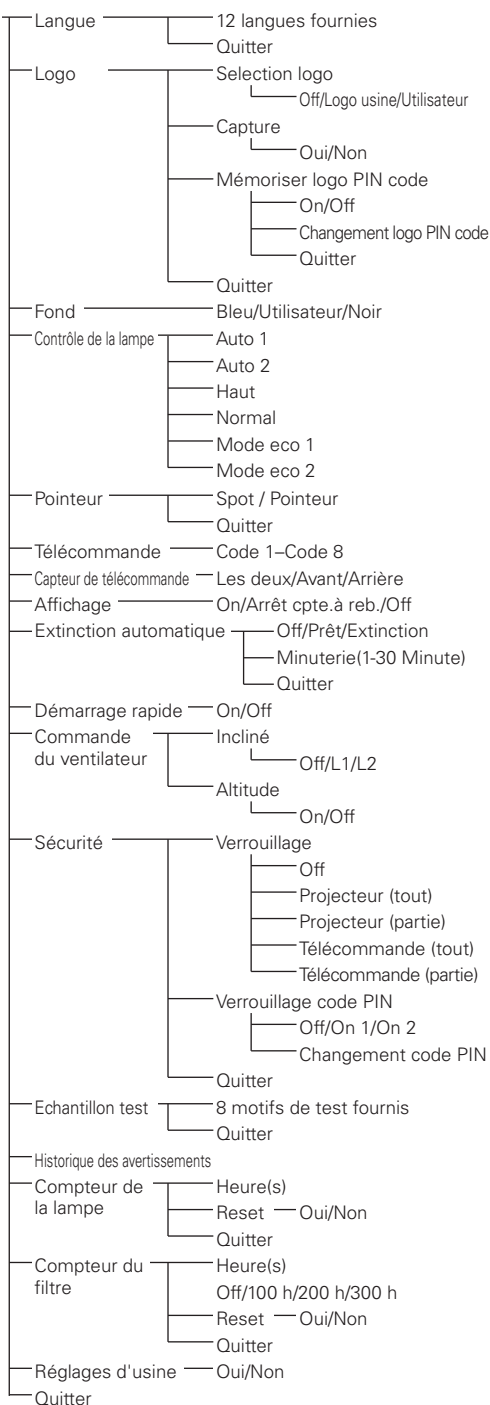 Langue
12 langues fournies
Quitter
Logo
Selection logo
Off/Logo usine/Utilisateur
Capture
Oui/Non
Mémoriser logo PIN code
On/Off
Changement logo PIN code
Quitter
Quitter
Fond
Bleu/Utilisateur/Noir
Contrôle de la lampe
Auto 1
Auto 2
Haut
Normal
Mode eco 1
Mode eco 2
Pointeur
Spot / Pointeur
Quitter
Télécommande
Code 1–Code 8
Capteur de télécommande
Les deux/Avant/Arrière
Affichage
On/Arrêt cpte.à reb./Off
Extinction automatique
Off/Prêt/Extinction
Minuterie(1-30 Minute)
Quitter
Démarrage rapide
On/Off
Commande
du ventilateur
Incliné
Off/L1/L2
Altitude
On/Off
Sécurité
Verrouillage
Off
Projecteur (tout)
Projecteur (partie)
Télécommande (tout)
Télécommande (partie)
Verrouillage code PIN
Off/On 1/On 2
Changement code PIN
Quitter
Echantillon test
8 motifs de test fournis
Quitter
Historique des avertissements
Compteur de
la lampe
Heure(s)
Reset
Oui/Non
Quitter
Compteur du
filtre
Heure(s)
Off/100 h/200 h/300 h
Reset
Oui/Non
Quitter
Réglages d'usine
Oui/Non
Quitter